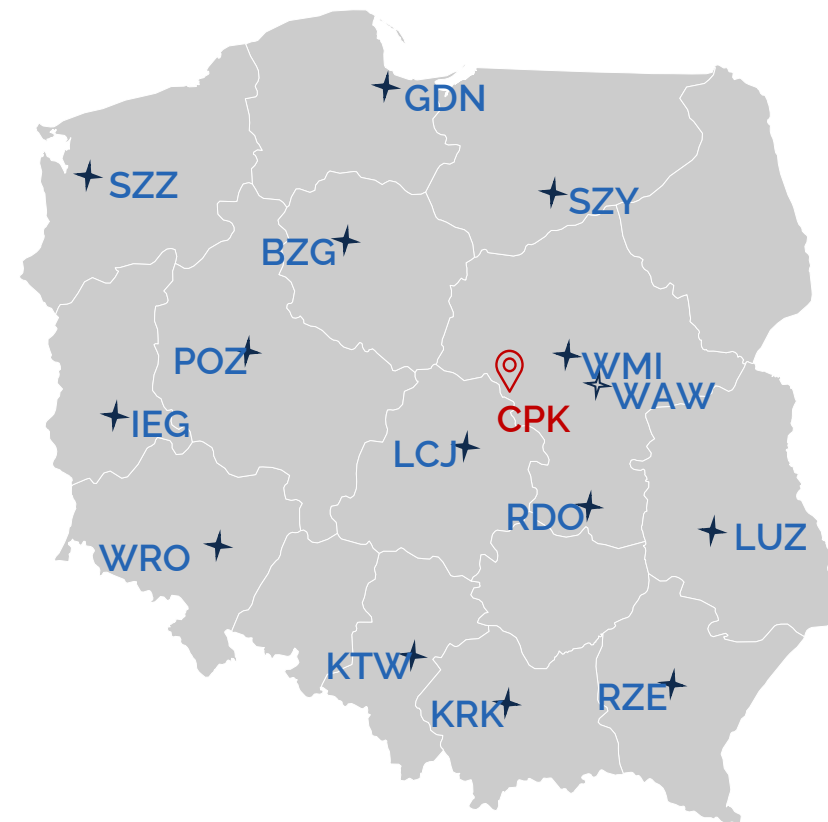 GDN
SZZ
SZY
BZG
WMI
POZ
WAW
CPK
IEG
LCJ
RDO
LUZ
WRO
KTW
RZE
KRK